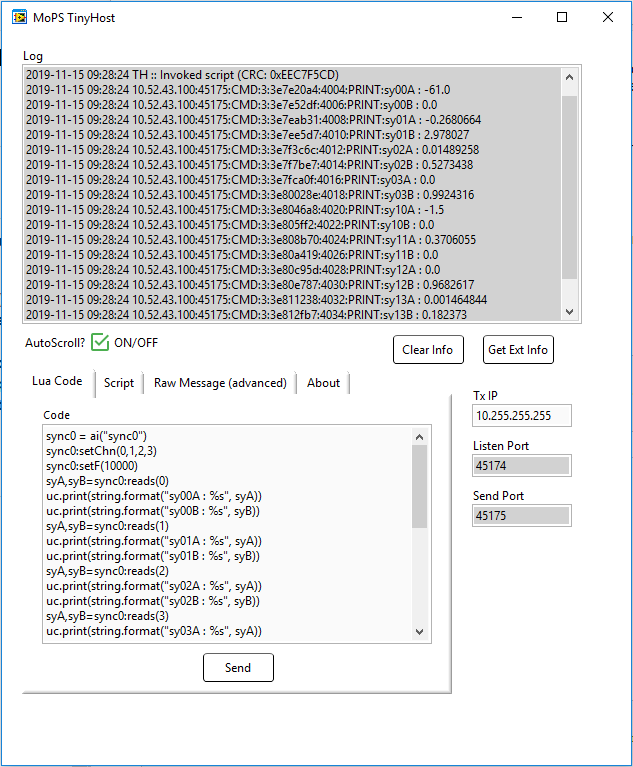 MoPS TinyHost
Log
2019-11-15 09:28:24 TH :: Invoked script (CRC: 0xEEC7F5CD)
2019-11-15 09:28:24 10.52.43.100:45175:CMD:3:3e7e20a4:4004:PRINT:sy00A : -61.0
2019-11-15 09:28:24 10.52.43.100:45175:CMD:3:3e7e52df:4006:PRINT:sy00B : 0.0
2019-11-15 09:28:24 10.52.43.100:45175:CMD:3:3e7eab31:4008:PRINT:sy01A : -0.2680664
2019-11-15 09:28:24 10.52.43.100:45175:CMD:3:3e7ee5d7:4010:PRINT:sy01B : 2.978027
2019-11-15 09:28:24 10.52.43.100:45175:CMD:3:3e7f3c6c:4012:PRINT:sy02A : 0.01489258
2019-11-15 09:28:24 10.52.43.100:45175:CMD:3:3e7f7be7:4014:PRINT:sy02B : 0.5273438
2019-11-15 09:28:24 10.52.43.100:45175:CMD:3:3e7fca0f:4016:PRINT:sy03A : 0.0
2019-11-15 09:28:24 10.52.43.100:45175:CMD:3:3e80028e:4018:PRINT:sy03B : 0.9924316
2019-11-15 09:28:24 10.52.43.100:45175:CMD:3:3e8046a8:4020:PRINT:sy10A : -1.5
2019-11-15 09:28:24 10.52.43.100:45175:CMD:3:3e805ff2:4022:PRINT:sy10B : 0.0
2019-11-15 09:28:24 10.52.43.100:45175:CMD:3:3e808b70:4024:PRINT:sy11A : 0.3706055
2019-11-15 09:28:24 10.52.43.100:45175:CMD:3:3e80a419:4026:PRINT:sy11B : 0.0
2019-11-15 09:28:24 10.52.43.100:45175:CMD:3:3e80c95d:4028:PRINT:sy12A : 0.0
2019-11-15 09:28:24 10.52.43.100:45175:CMD:3:3e80e787:4030:PRINT:sy12B : 0.9682617
2019-11-15 09:28:24 10.52.43.100:45175:CMD:3:3e811238:4032:PRINT:sy13A : 0.001464844
2019-11-15 09:28:24 10.52.43.100:45175:CMD:3:3e812fb7:4034:PRINT:sy13B : 0.182373
AutoScroll? ON/OFF
Clear Info
Get Ext Info
Lua Code
Script
Raw Message (advanced)
About
Code
sync0 = ai("sync0")
sync0:setChn(0,1,2,3)
sync0:setF(10000)
syA,syB=sync0:reads(0)
uc.print(string.format("sy00A : %s", syA))
uc.print(string.format("sy00B : %s", syB))
syA,syB=sync0:reads(1)
uc.print(string.format("sy01A : %s", syA))
uc.print(string.format("sy01B : %s", syB))
syA,syB=sync0:reads(2)
uc.print(string.format("sy02A : %s", syA))
uc.print(string.format("sy02B : %s", syB))
syA,syB=sync0:reads(3)
uc.print(string.format("sy03A : %s", syA))
Send
Tx IP
10.255.255.255
Listen Port
45174
Send Port
45175